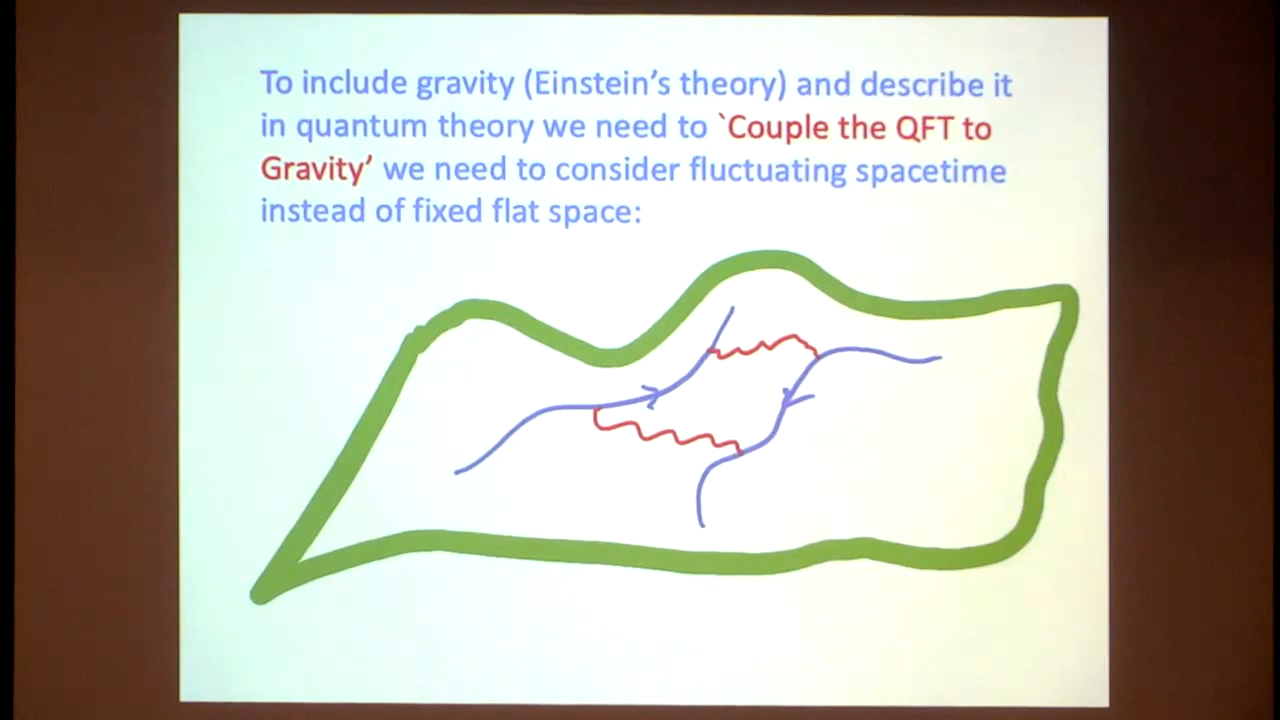 To include gravity (Einstein's theory) and describe it
in quantum theory we need to `Couple the QFT to
Gravity' we need to consider fluctuating spacetime
instead of fixed flat space: